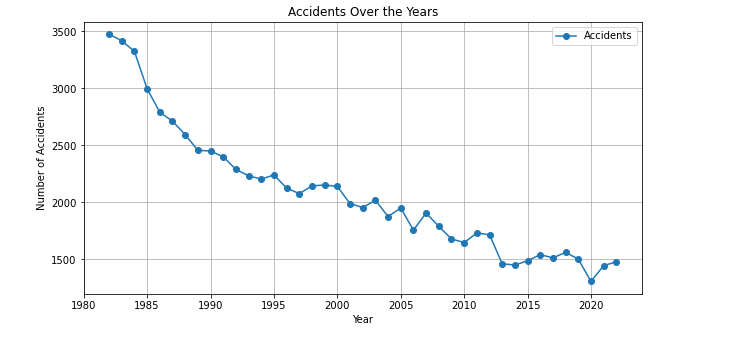 Accidents Over the Years
Accidents
Number of Accidents
3500
3000
2500
2000
1500
1980 1985 1990 1995 2000 2005 2010 2015 2020
Year